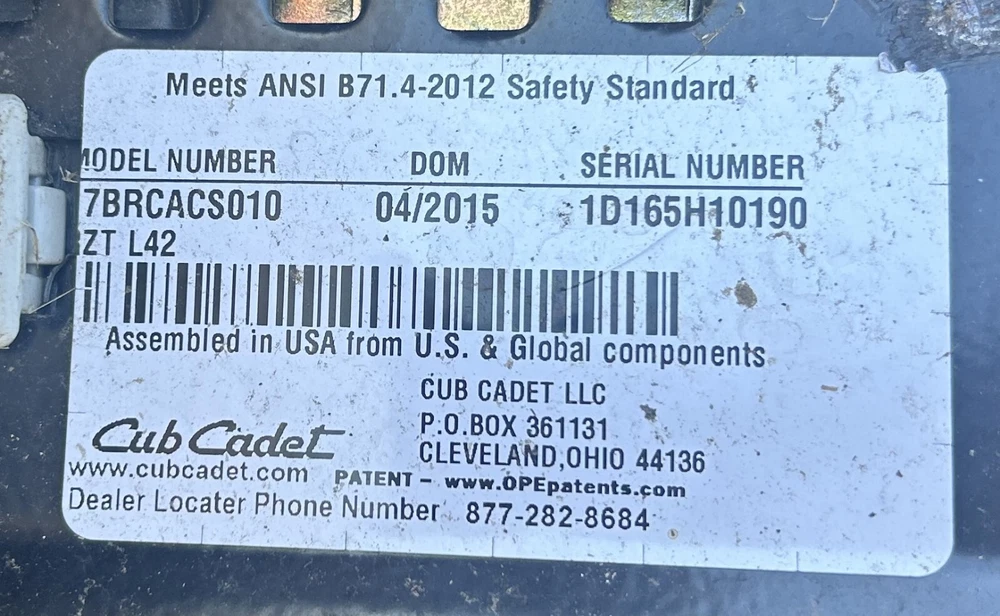 Meets ANSI B71.4-2012 Safety Standard
MODEL NUMBER DOM SERIAL NUMBER
7BRCACS010 04/2015 1D165H10190
ZT L42
Assembled in USA from U.S. & Global components
CUB CADET LLC
P.O.BOX 361131
CLEVELAND,OHIO 44136
Cub Cadet
www.cubcadet.com PATENT - www.OPEpatents.com
Dealer Locater Phone Number 877-282-8684